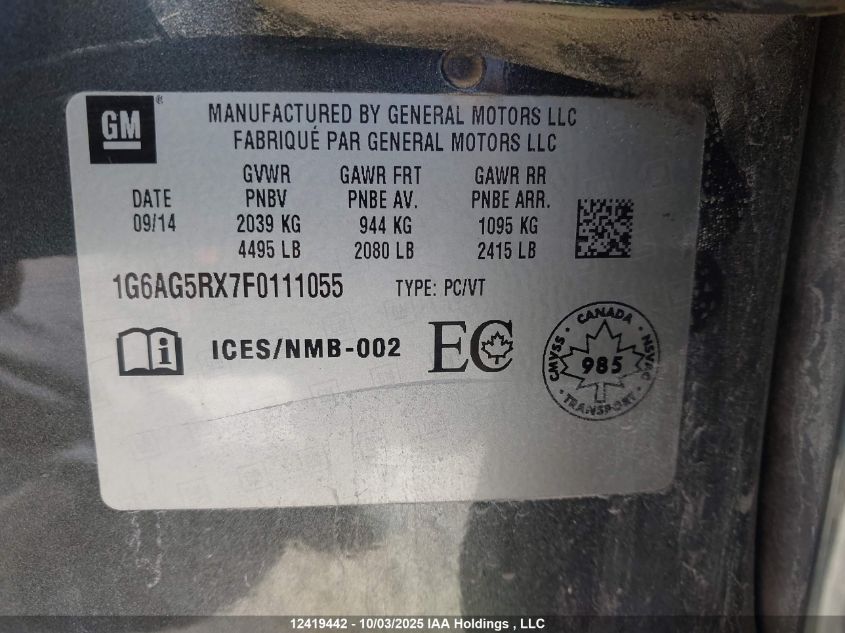 GM®
MANUFACTURED BY GENERAL MOTORS LLC
FABRIQUÉ PAR GENERAL MOTORS LLC
GVWR GAWR FRT GAWR RR
DATE PNBV PNBE AV. PNBE ARR.
09/14 2039 KG 944 KG 1095 KG
4495 LB 2080 LB 2415 LB
1G6AG5RX7F0111055 TYPE: PC/VT
i ICES/NMB-002 EC
CANADA
CMVSS 985 NSVAC
TRANSPORT
12419442 - 10/03/2025 IAA Holdings , LLC